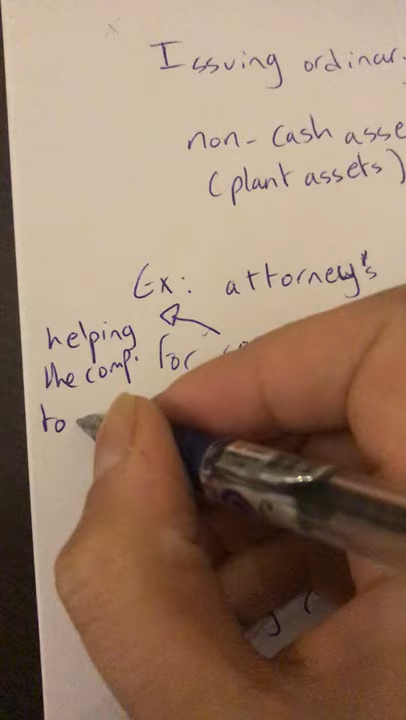 Issuing ordinar
non-cash asse
(plant assets)
Ex: attorney's
helping
the comp. for
to